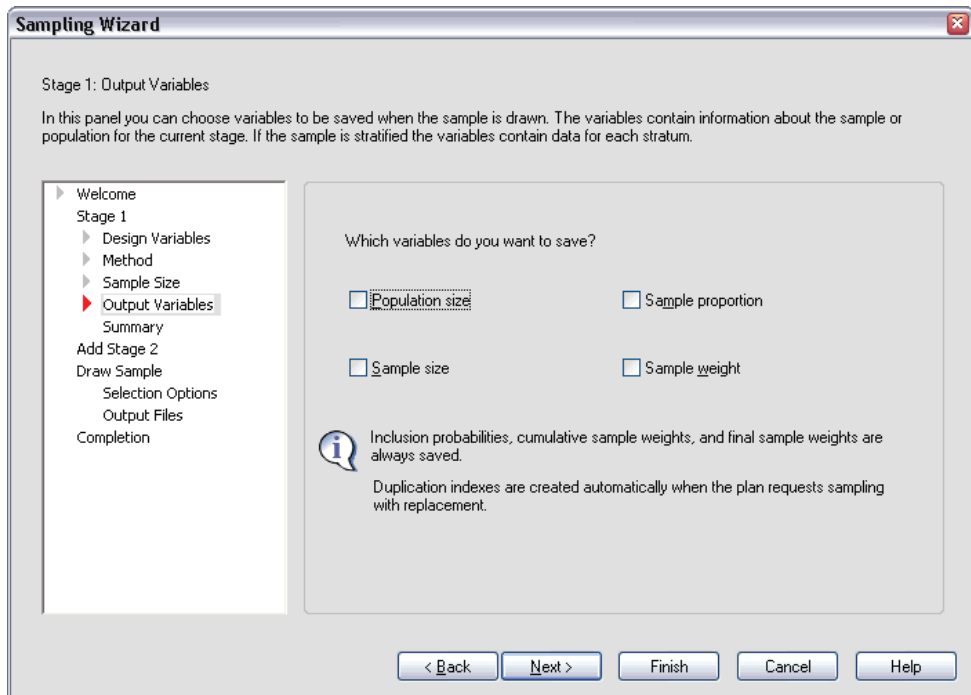 Sampling Wizard
Stage 1: Output Variables
In this panel you can choose variables to be saved when the sample is drawn. The variables contain information about the sample or
population for the current stage. If the sample is stratified the variables contain data for each stratum.
Welcome
Stage 1
Design Variables
Method
Sample Size
Output Variables
Summary
Add Stage 2
Draw Sample
Selection Options
Output Files
Completion
Which variables do you want to save?
Population size
Sample proportion
Sample size
Sample weight
Inclusion probabilities, cumulative sample weights, and final sample weights are
always saved.
Duplication indexes are created automatically when the plan requests sampling
with replacement.
< Back
Next >
Finish
Cancel
Help